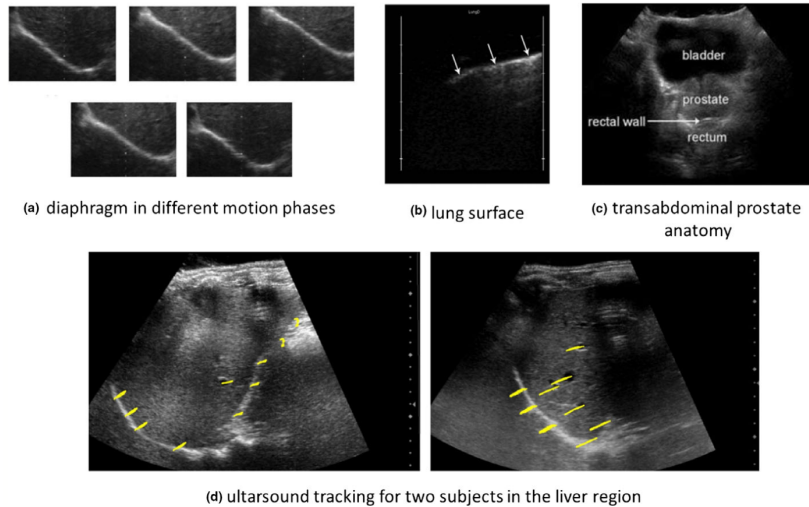 (a) diaphragm in different motion phases
Lung2
(b) lung surface
bladder
prostate
rectal wall
rectum
(c) transabdominal prostate
anatomy
(d) ultarsound tracking for two subjects in the liver region